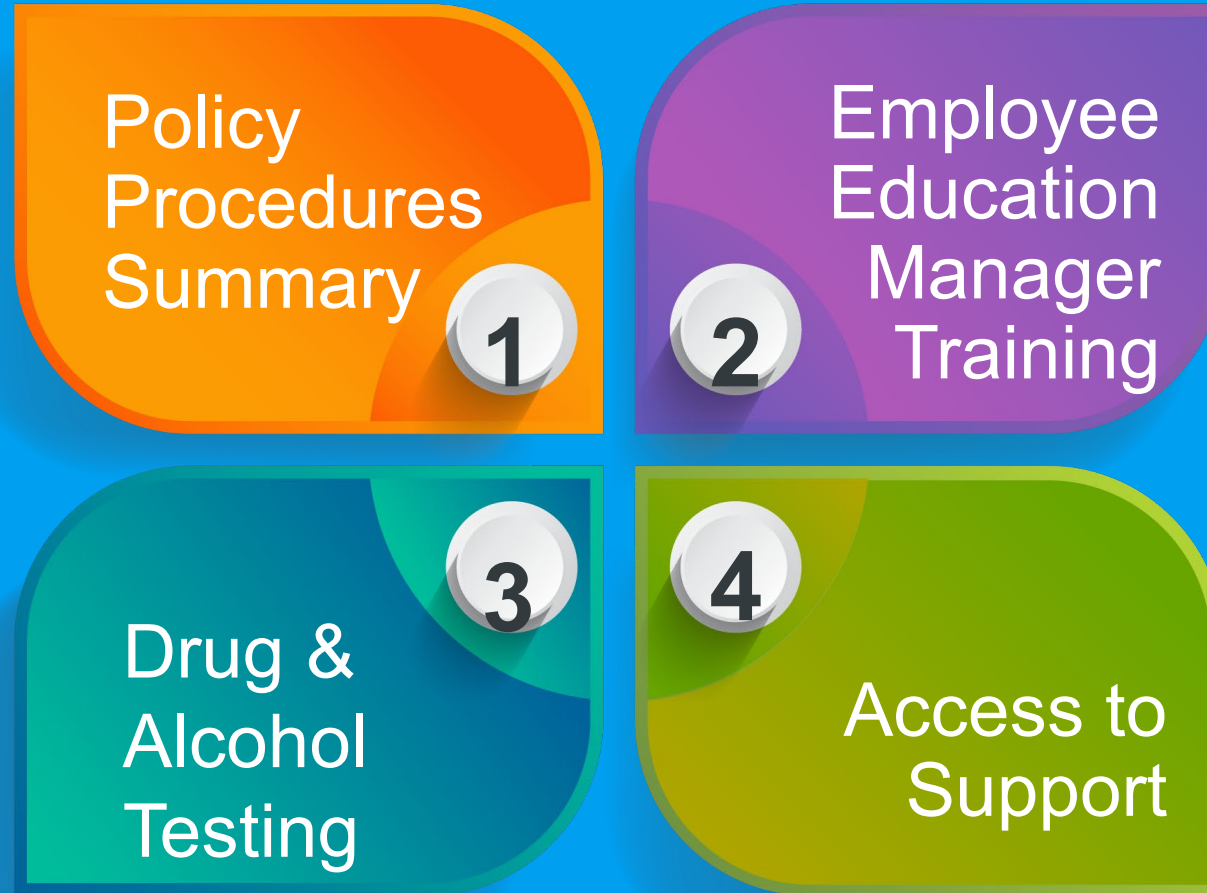 Policy
Procedures
Summary
1
Employee
Education
Manager
Training
2
3
Drug &
Alcohol
Testing
4
Access to
Support